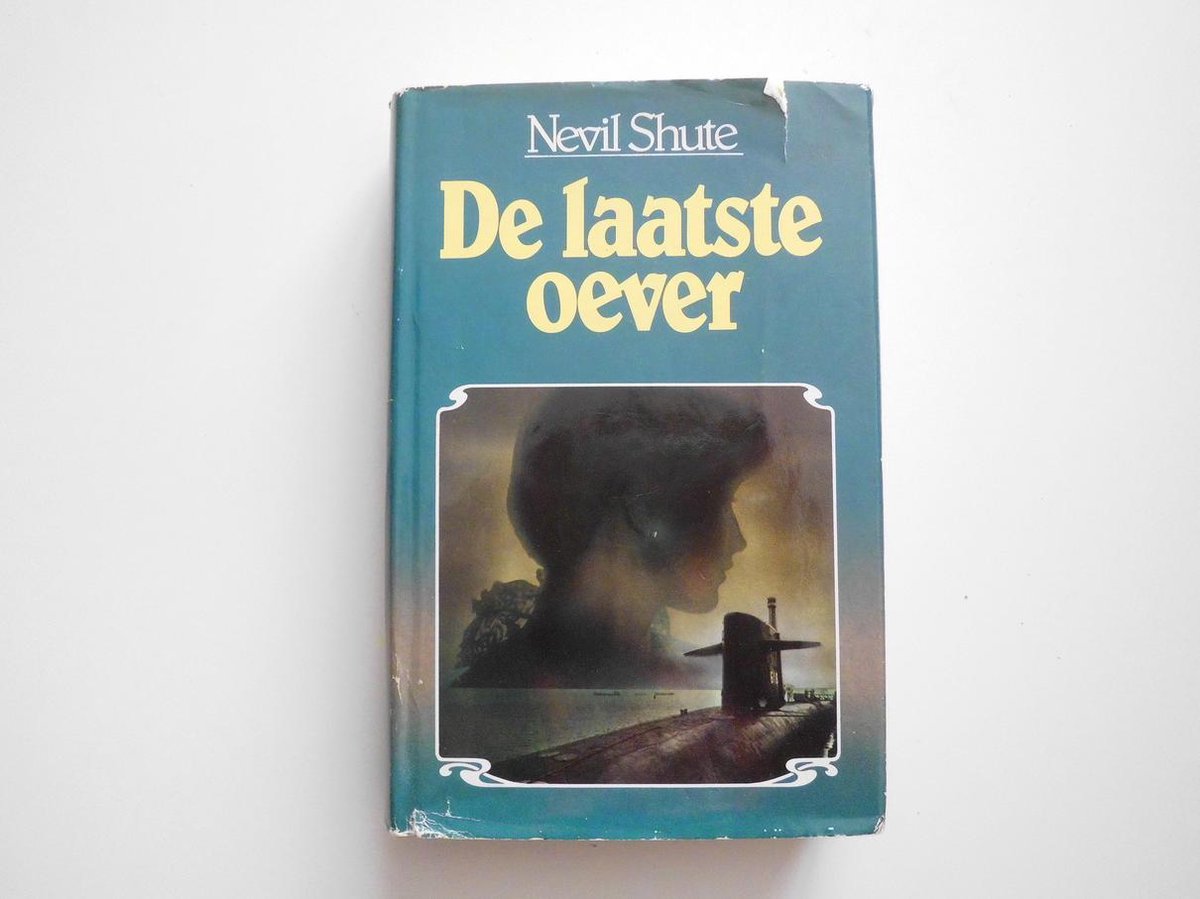 Nevil Shute
De laatste
oever